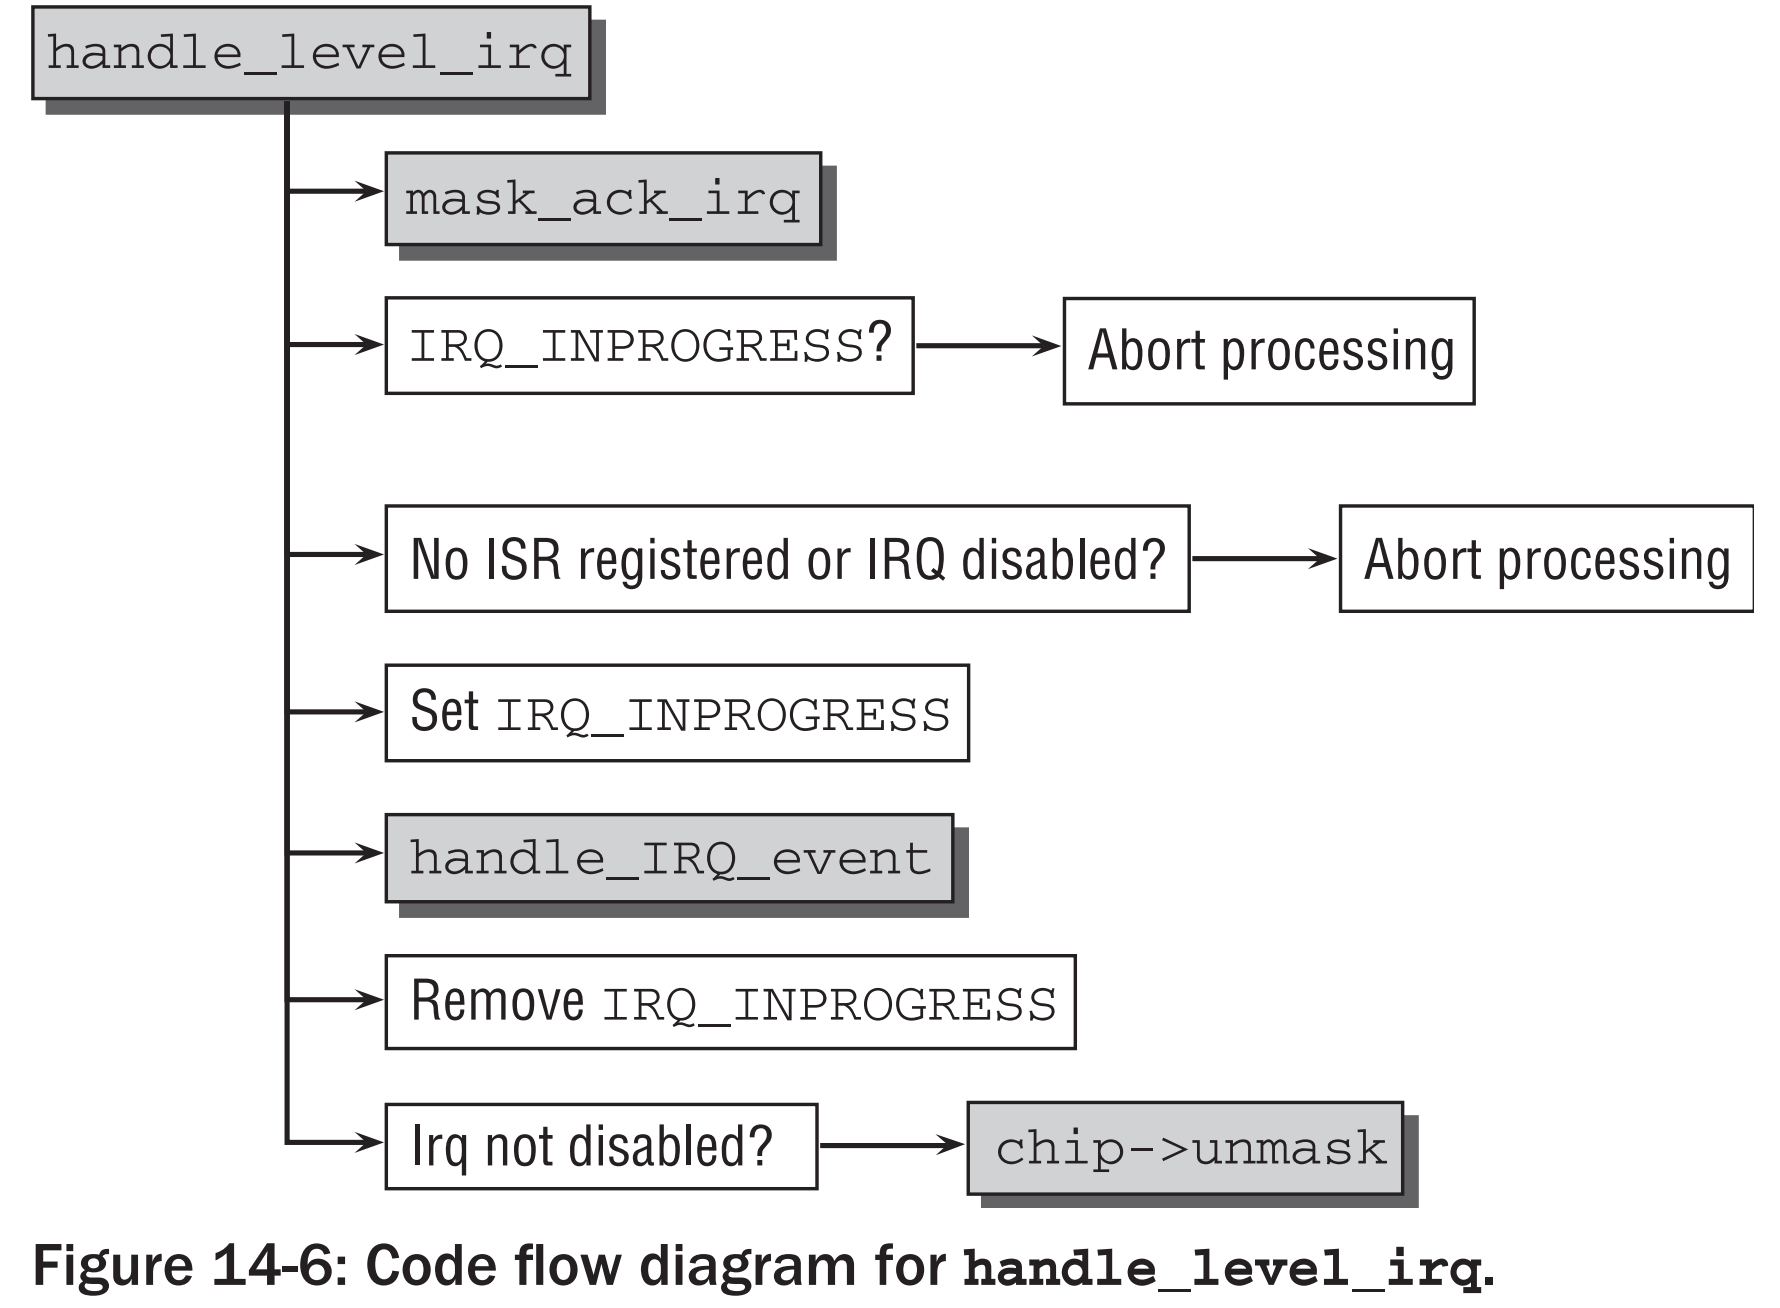 handle_level_irq
mask_ack_irq
IRQ_INPROGRESS?
Abort processing
No ISR registered or IRQ disabled?
Abort processing
Set IRQ_INPROGRESS
handle_IRQ_event
Remove IRQ_INPROGRESS
Irq not disabled?
chip->unmask
Figure 14-6: Code flow diagram for handle_level_irq.